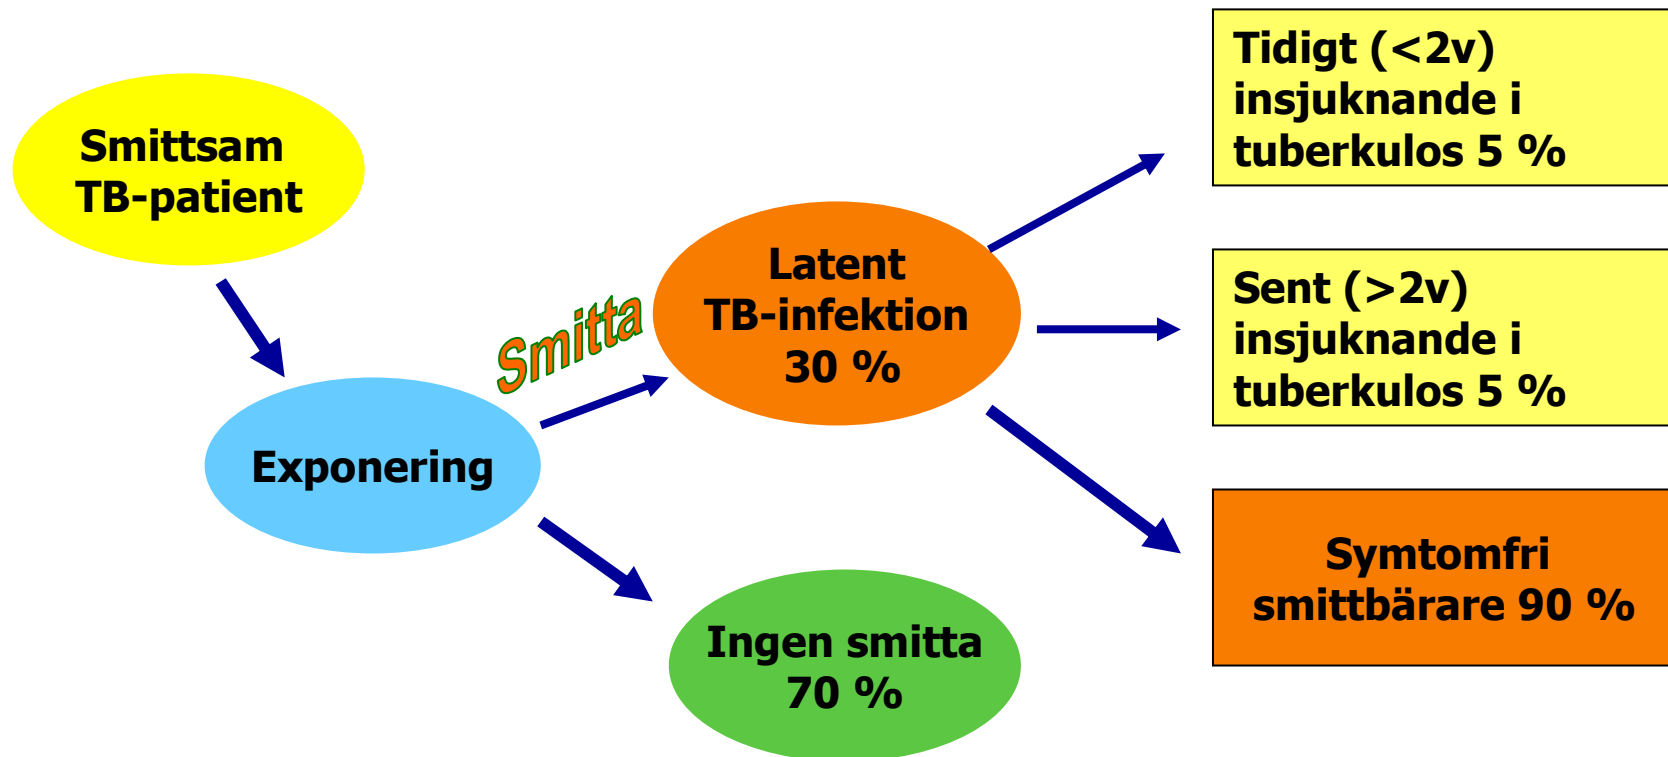 Smittsam
TB-patient
Exponering
Smitta
Latent
TB-infektion
30 %
Ingen smitta
70 %
Tidigt (<2v)
insjuknande i
tuberkulos 5 %
Sent (>2v)
insjuknande i
tuberkulos 5 %
Symtomfri
smittbärare 90 %